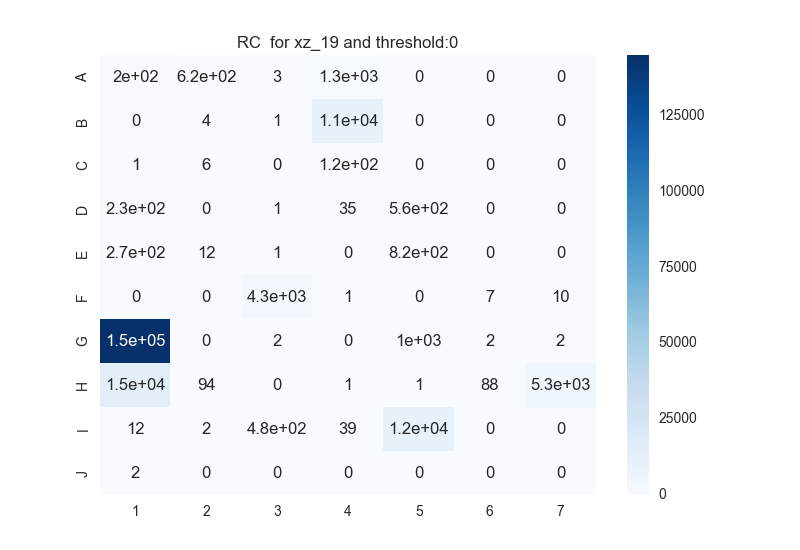 RC  for xz_19 and threshold:0
A 2e+02 6.2e+02 3 1.3e+03 0 0 0
B 0 4 1 1.1e+04 0 0 0
C 1 6 0 1.2e+02 0 0 0
D 2.3e+02 0 1 35 5.6e+02 0 0
E 2.7e+02 12 1 0 8.2e+02 0 0
F 0 0 4.3e+03 1 0 7 10
G 1.5e+05 0 2 0 1e+03 2 2
H 1.5e+04 94 0 1 1 88 5.3e+03
I 12 2 4.8e+02 39 1.2e+04 0 0
J 2 0 0 0 0 0 0
1 2 3 4 5 6 7
125000
100000
75000
50000
25000
0